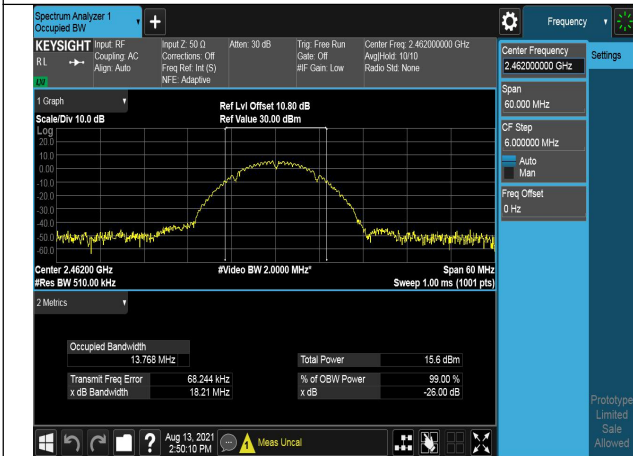 Spectrum Analyzer 1
Occupied BW
Frequency
KEYSIGHT
R L
LXI
Input: RF
Coupling: AC
Align: Auto
Input Z: 50 Ω
Corrections: Off
Freq Ref: Int (S)
NFE: Adaptive
Atten: 30 dB
Trig: Free Run
Gate: Off
#IF Gain: Low
Center Freq: 2.462000000 GHz
Avg|Hold: 10/10
Radio Std: None
Center Frequency
2.462000000 GHz
Settings
Span
60.000 MHz
CF Step
6.000000 MHz
Auto
Man
Freq Offset
0 Hz
1 Graph
Scale/Div 10.0 dB
Ref Lvl Offset 10.80 dB
Ref Value 30.00 dBm
Log
20.0
10.0
0.00
-10.0
-20.0
-30.0
-40.0
-50.0
-60.0
Center 2.46200 GHz
#Res BW 510.00 kHz
#Video BW 2.0000 MHz*
Span 60 MHz
Sweep 1.00 ms (1001 pts)
2 Metrics
Occupied Bandwidth
13.768 MHz
Total Power 15.6 dBm
Transmit Freq Error 68.244 kHz
% of OBW Power 99.00 %
x dB Bandwidth 18.21 MHz
x dB -26.00 dB
Prototype
Limited
Sale
Allowed
?
Aug 13, 2021
2:50:10 PM
1
Meas Uncal